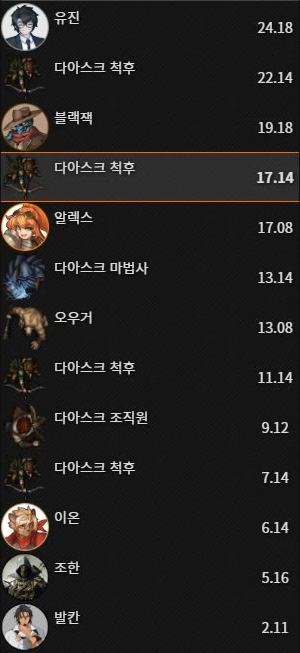 유진
24.18
다아스크 척후
22.14
블랙잭
19.18
다아스크 척후
17.14
알렉스
17.08
다아스크 마법사
13.14
오우거
13.08
다아스크 척후
11.14
다아스크 조직원
9.12
다아스크 척후
7.14
이온
6.14
조한
5.16
발칸
2.11